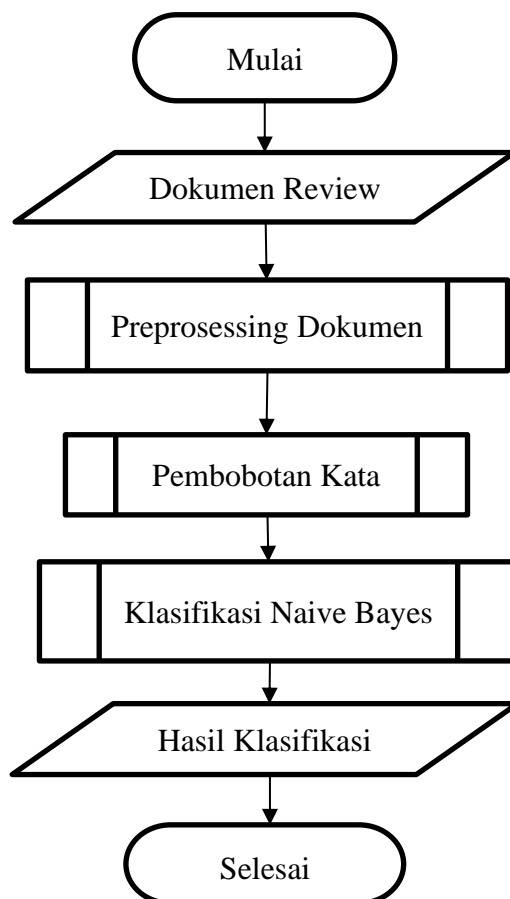 Mulai
Dokumen Review
Preprosessing Dokumen
Pembobotan Kata
Klasifikasi Naive Bayes
Hasil Klasifikasi
Selesai